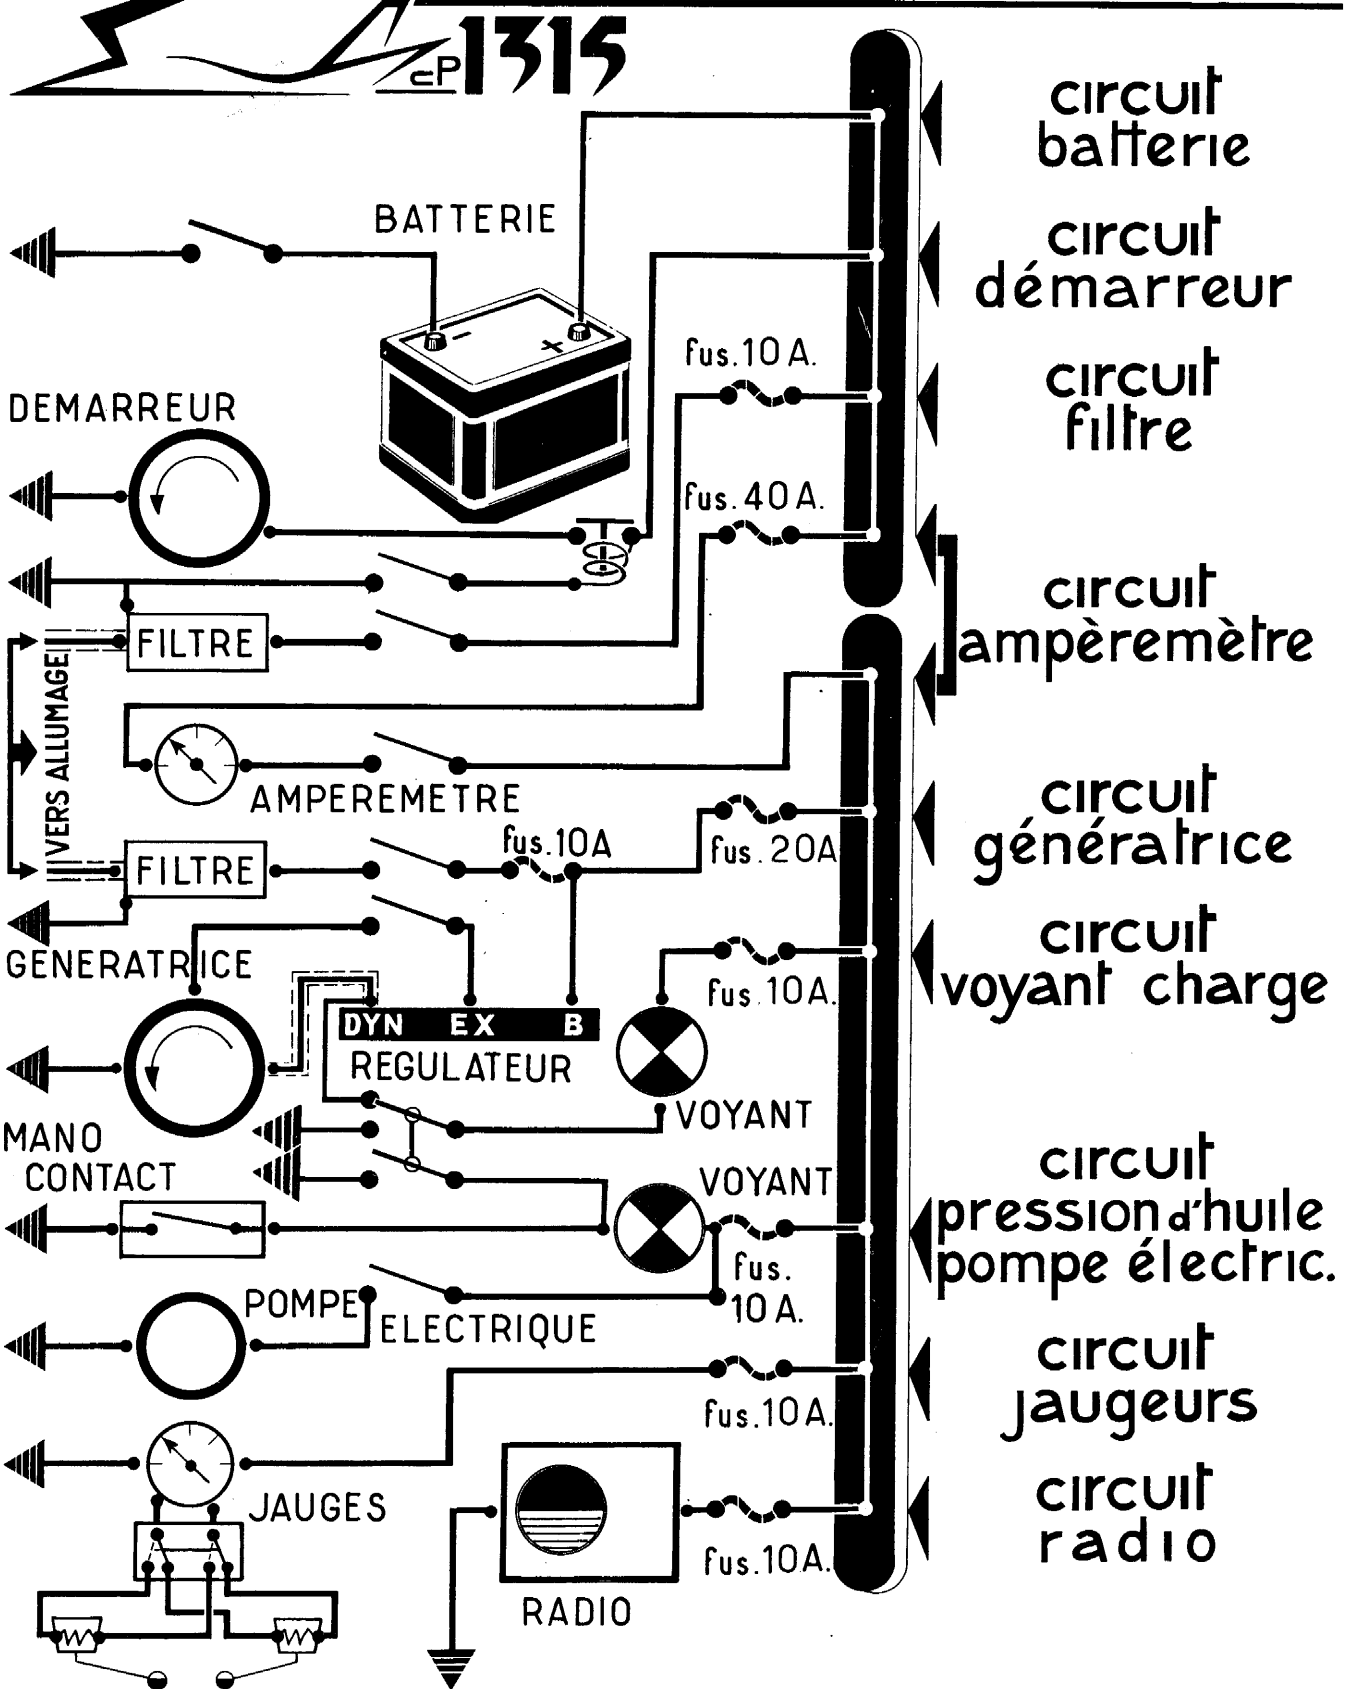 CP1315
circuit
batterie
BATTERIE
circuit
démarreur
- +
fus.10 A.
circuit
filtre
DEMARREUR
fus.40 A.
circuit
ampèremètre
FILTRE
VERS ALLUMAGE
AMPEREMETRE
circuit
génératrice
fus.10A
fus.20A
FILTRE
circuit
voyant charge
GENERATRICE
fus.10A.
DYN EX B
REGULATEUR
VOYANT
MANO
CONTACT
VOYANT
circuit
pression d'huile
pompe électric.
fus.
10 A.
POMPE
ELECTRIQUE
circuit
jaugeurs
fus.10A.
JAUGES
circuit
radio
fus.10A.
RADIO